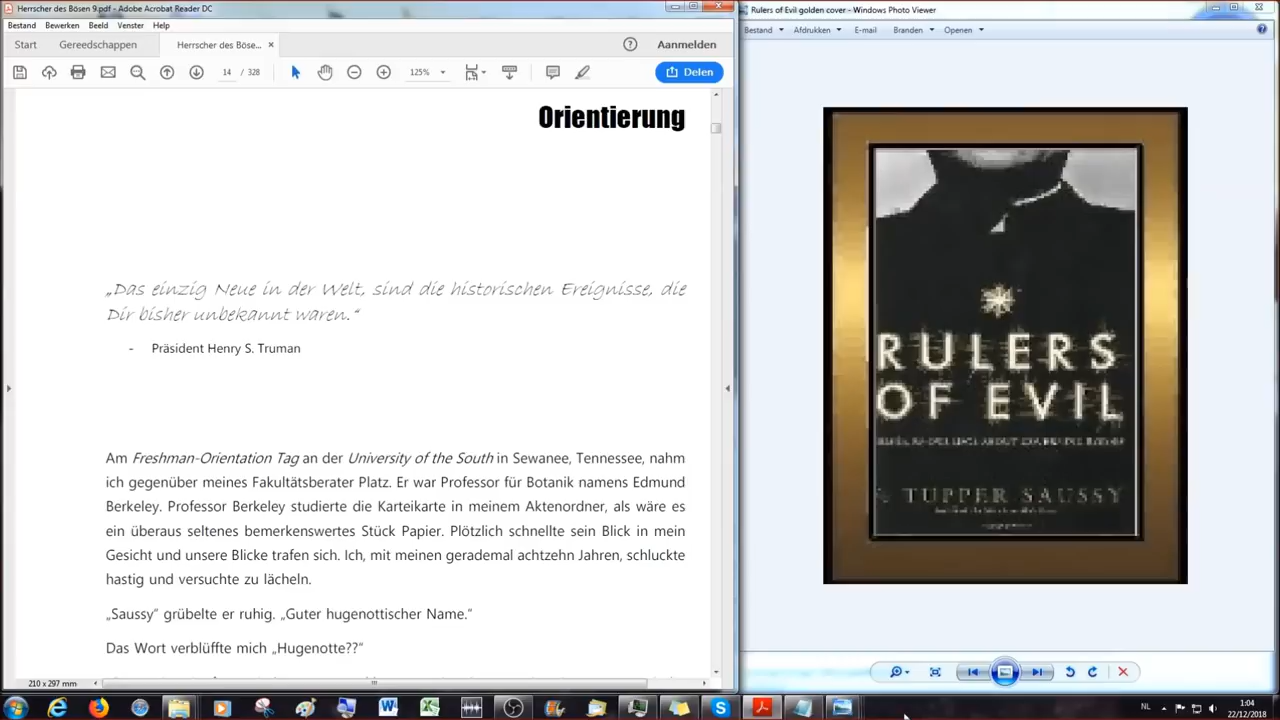 Herrscher des Bösen 9.pdf - Adobe Acrobat Reader DC
Bestand Bewerken Beeld Venster Help
Start Gereedschappen Herrscher des Böse... × Aanmelden
14 / 328 125% Delen
Orientierung
„Das einzig Neue in der Welt, sind die historischen Ereignisse, die
Dir bisher unbekannt waren.“
- Präsident Henry S. Truman
Am Freshman-Orientation Tag an der University of the South in Sewanee, Tennessee, nahm
ich gegenüber meines Fakultätsberater Platz. Er war Professor für Botanik namens Edmund
Berkeley. Professor Berkeley studierte die Karteikarte in meinem Aktenordner, als wäre es
ein überaus seltenes bemerkenswertes Stück Papier. Plötzlich schnellte sein Blick in mein
Gesicht und unsere Blicke trafen sich. Ich, mit meinen gerademal achtzehn Jahren, schluckte
hastig und versuchte zu lächeln.
„Saussy“ grübelte er ruhig. „Guter hugenottischer Name.“
Das Wort verblüffte mich „Hugenotte??“
210 x 297 mm
Rulers of Evil golden cover - Windows Photo Viewer
Bestand Afdrukken E-mail Branden Openen
RULERS
OF EVIL
TUPPER SAUSSY
NL 1:04
22/12/2018